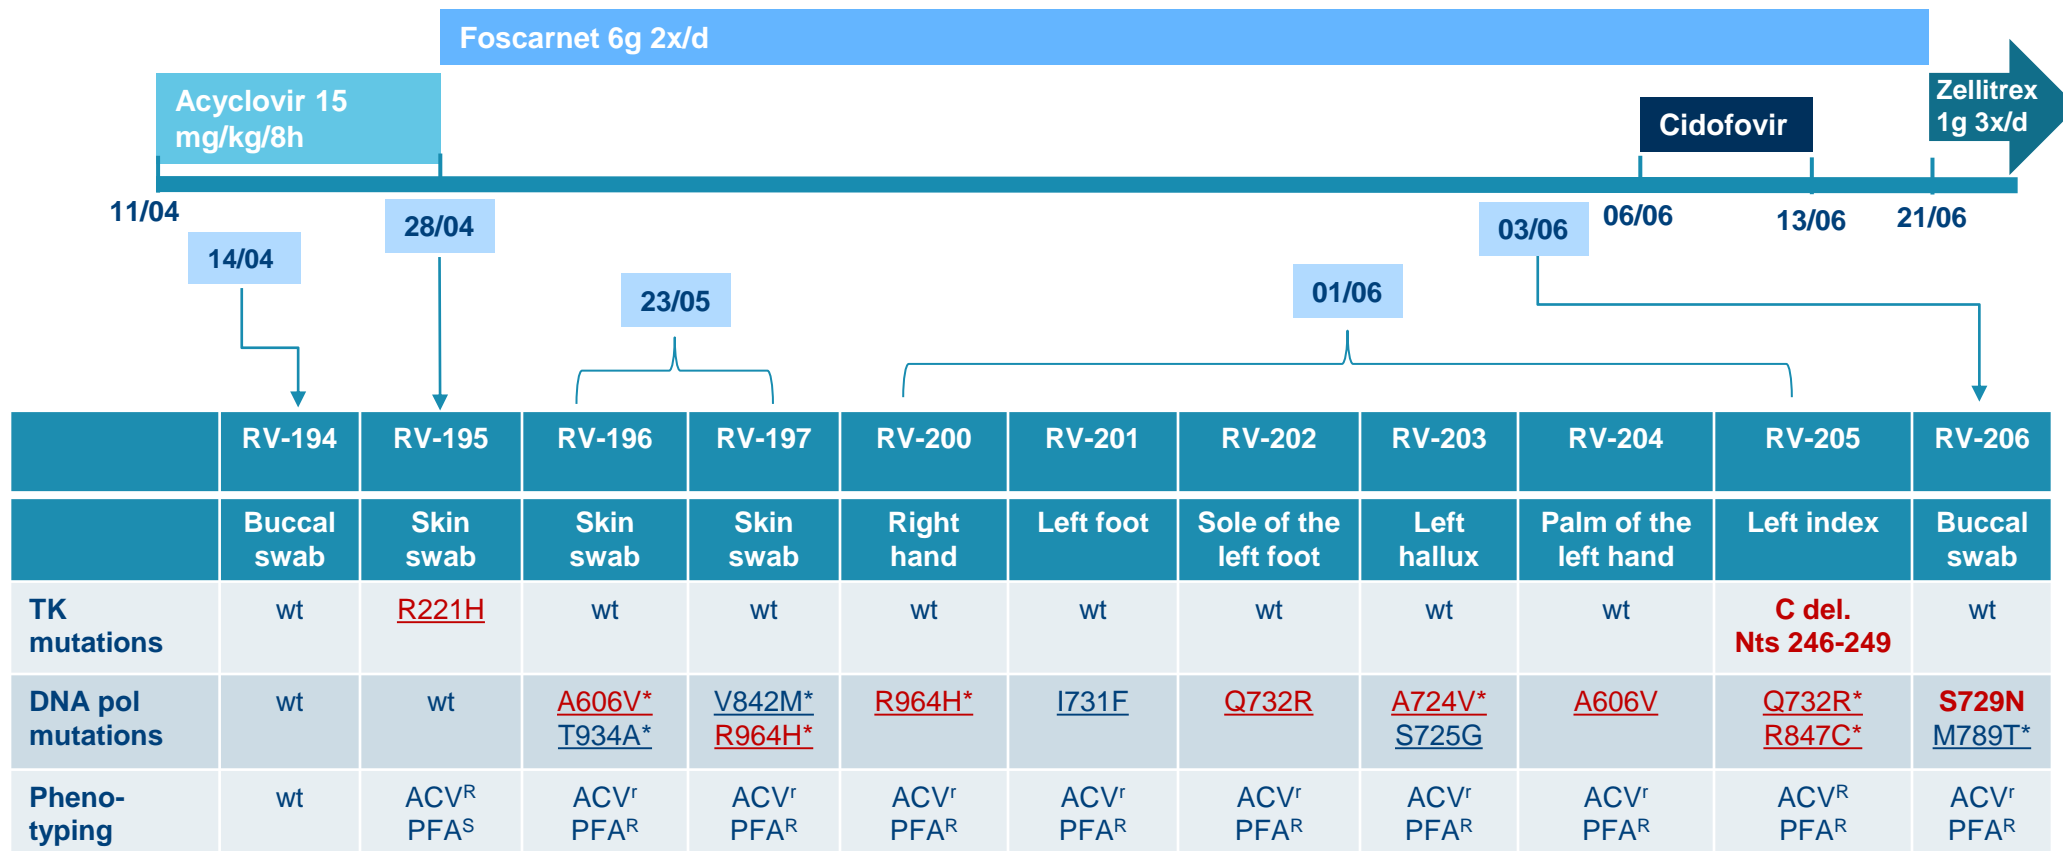 Foscarnet 6g 2x/d
Acyclovir 15
mg/kg/8h
Cidofovir
Zellitrex
1g 3x/d
11/04
14/04
28/04
23/05
01/06
03/06
06/06
13/06
21/06
RV-194 RV-195 RV-196 RV-197 RV-200 RV-201 RV-202 RV-203 RV-204 RV-205 RV-206
Buccal swab Skin swab Skin swab Skin swab Right hand Left foot Sole of the left foot Left hallux Palm of the left hand Left index Buccal swab
TK mutations wt R221H wt wt wt wt wt wt wt C del. Nts 246-249 wt
DNA pol mutations wt wt A606V* T934A* V842M* R964H* R964H* I731F Q732R A724V* S725G A606V Q732R* R847C* S729N M789T*
Pheno-typing wt ACVᴿ PFAˢ ACVʳ PFAᴿ ACVʳ PFAᴿ ACVʳ PFAᴿ ACVʳ PFAᴿ ACVʳ PFAᴿ ACVʳ PFAᴿ ACVʳ PFAᴿ ACVᴿ PFAᴿ ACVʳ PFAᴿ